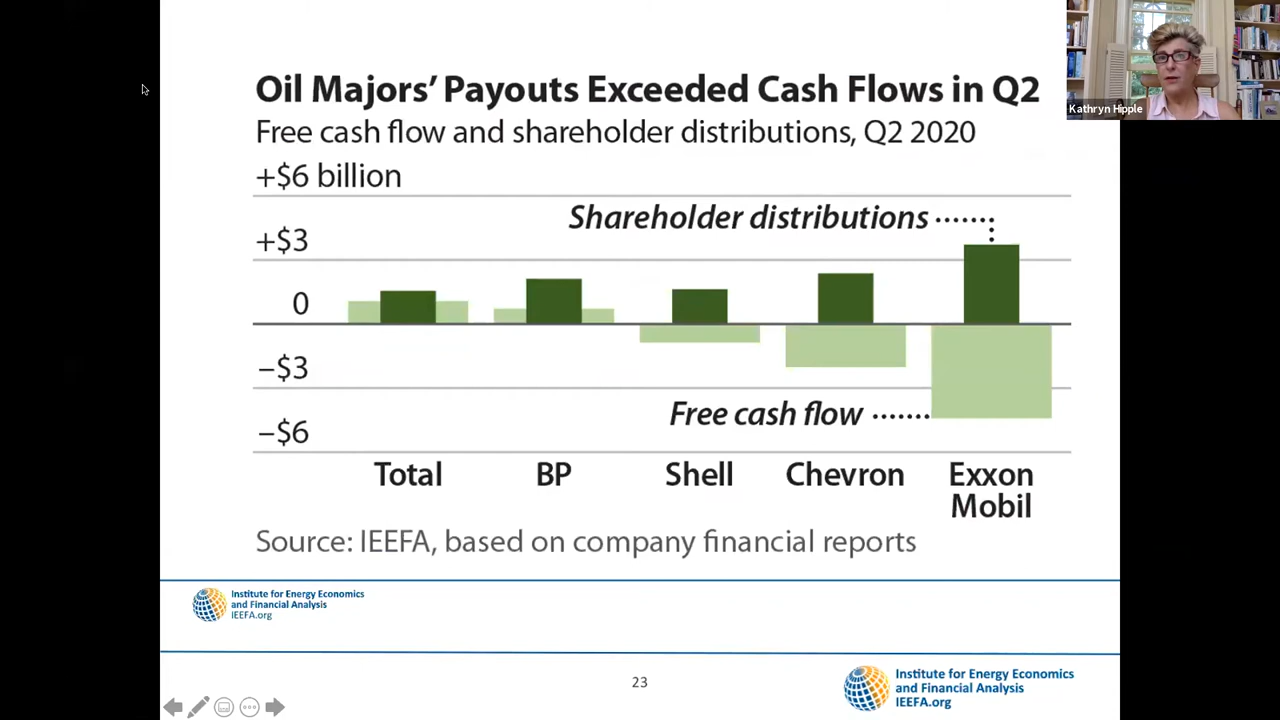 Kathryn Hipple
Oil Majors' Payouts Exceeded Cash Flows in Q2
Free cash flow and shareholder distributions, Q2 2020
+$6 billion
Shareholder distributions
+$3
0
–$3
Free cash flow
–$6
Total BP Shell Chevron Exxon Mobil
Source: IEEFA, based on company financial reports
Institute for Energy Economics
and Financial Analysis
IEEFA.org
23
Institute for Energy Economics
and Financial Analysis
IEEFA.org